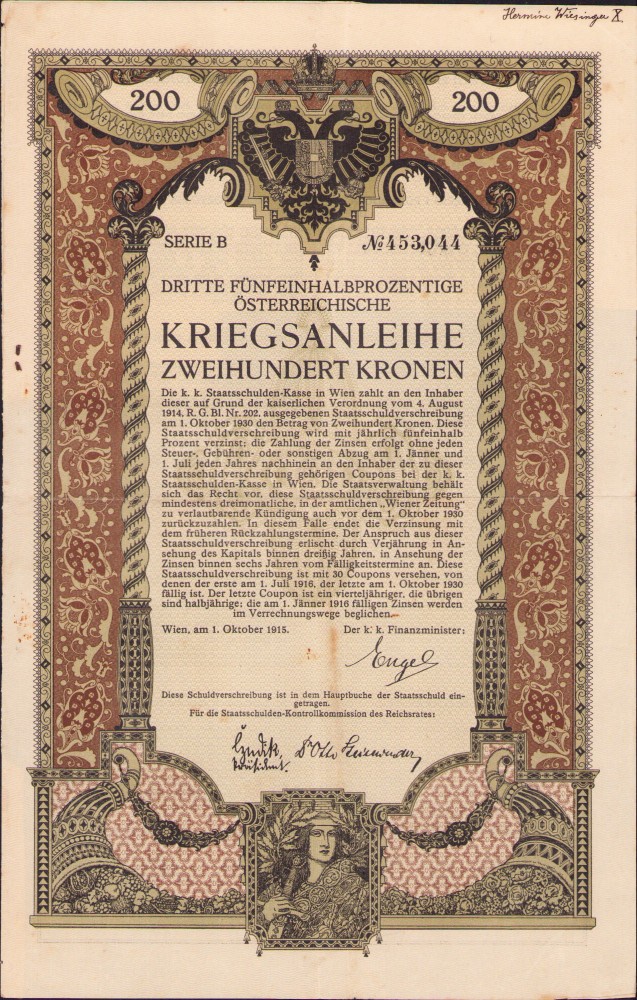 Hermine Wiesinger X.
200 200
SERIE B № 453,044
DRITTE FÜNFEINHALBPROZENTIGE
ÖSTERREICHISCHE
KRIEGSANLEIHE
ZWEIHUNDERT KRONEN
Die k. k. Staatsschulden-Kasse in Wien zahlt an den Inhaber
dieser auf Grund der kaiserlichen Verordnung vom 4. August
1914, R. G. Bl. Nr. 202, ausgegebenen Staatsschuldverschreibung
am 1. Oktober 1930 den Betrag von Zweihundert Kronen. Diese
Staatsschuldverschreibung wird mit jährlich fünfeinhalb
Prozent verzinst; die Zahlung der Zinsen erfolgt ohne jeden
Steuer-, Gebühren- oder sonstigen Abzug am 1. Jänner und
1. Juli jeden Jahres nachhinein an den Inhaber der zu dieser
Staatsschuldverschreibung gehörigen Coupons bei der k. k.
Staatsschulden-Kasse in Wien. Die Staatsverwaltung behält
sich das Recht vor, diese Staatsschuldverschreibung gegen
mindestens dreimonatliche, in der amtlichen „Wiener Zeitung"
zu verlautbarende Kündigung auch vor dem 1. Oktober 1930
zurückzuzahlen. In diesem Falle endet die Verzinsung mit
dem früheren Rückzahlungstermine. Der Anspruch aus dieser
Staatsschuldverschreibung erlischt durch Verjährung in An-
sehung des Kapitals binnen dreißig Jahren, in Ansehung der
Zinsen binnen sechs Jahren vom Fälligkeitstermine an. Diese
Staatsschuldverschreibung ist mit 30 Coupons versehen, von
denen der erste am 1. Juli 1916, der letzte am 1. Oktober 1930
fällig ist. Der letzte Coupon ist ein vierteljähriger, die übrigen
sind halbjährige; die am 1. Jänner 1916 fälligen Zinsen werden
im Verrechnungswege beglichen.
Wien, am 1. Oktober 1915. Der k. k. Finanzminister:
Engel
Diese Schuldverschreibung ist in dem Hauptbuche der Staatsschuld ein-
getragen.
Für die Staatsschulden-Kontrollkommission des Reichsrates:
Dr Otto
Präsident.